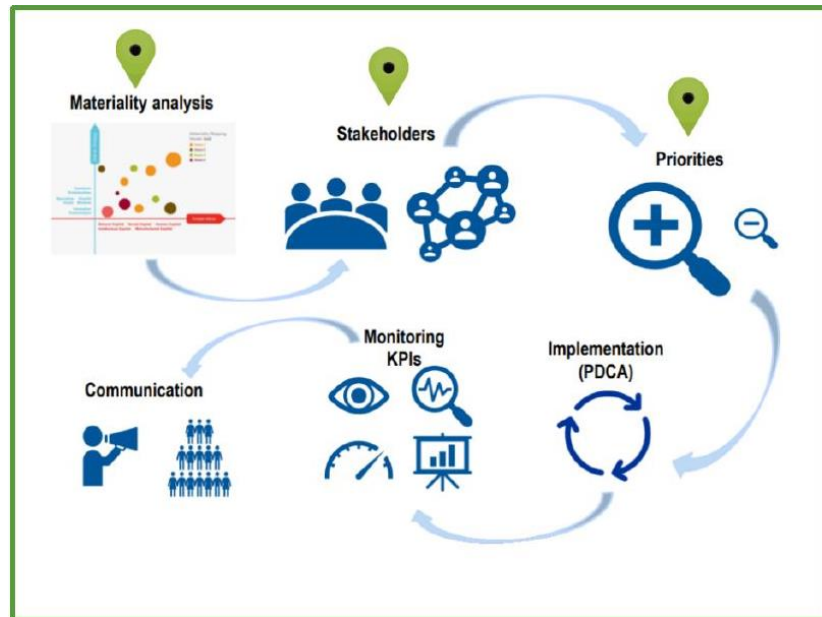 Materiality analysis
Stakeholders
Priorities
Monitoring
KPIs
Implementation
(PDCA)
Communication